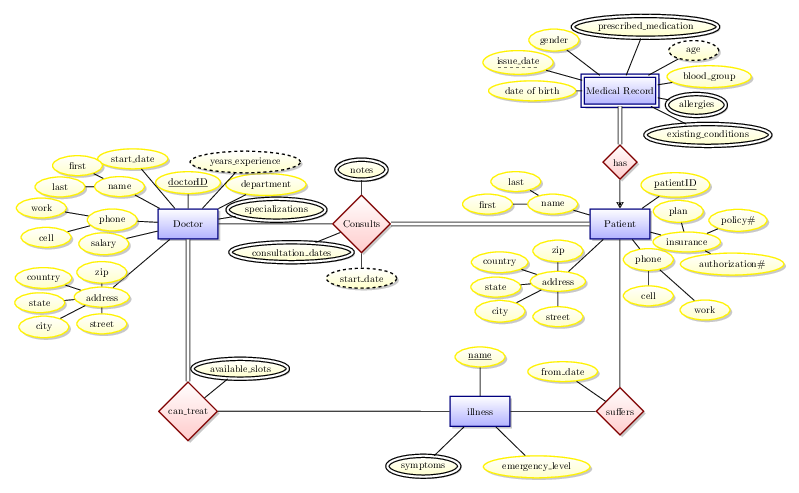 prescribed_medication
gender
age
issue_date
blood_group
date of birth
Medical Record
allergies
existing_conditions
has
first
start_date
years_experience
last
name
doctorID
department
work
phone
Doctor
specializations
cell
salary
country
zip
state
address
city
street
notes
Consults
consultation_dates
start_date
last
first
name
patientID
Patient
plan
policy#
insurance
authorization#
phone
cell
work
zip
country
state
address
city
street
available_slots
can_treat
name
illness
from_date
suffers
symptoms
emergency_level